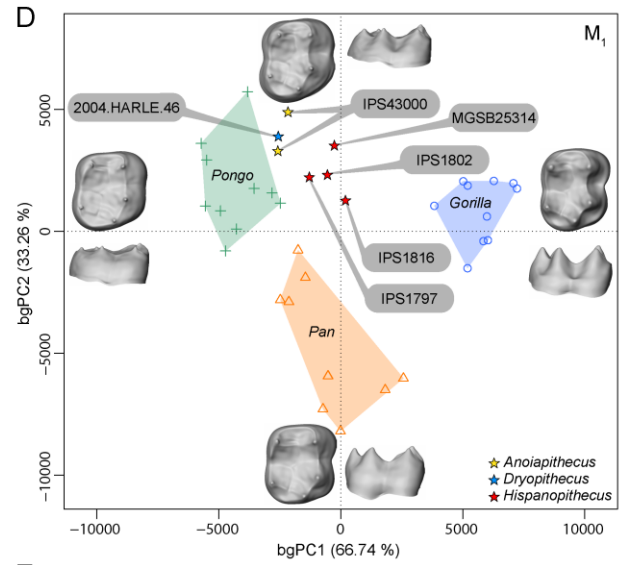 D
M1
2004.HARLE.46
IPS43000
MGSB25314
IPS1802
Pongo
Gorilla
IPS1816
IPS1797
Pan
Anoiapithecus
Dryopithecus
Hispanopithecus
bgPC2 (33.26 %)
5000
0
−5000
−10000
−10000
−5000
0
5000
10000
bgPC1 (66.74 %)